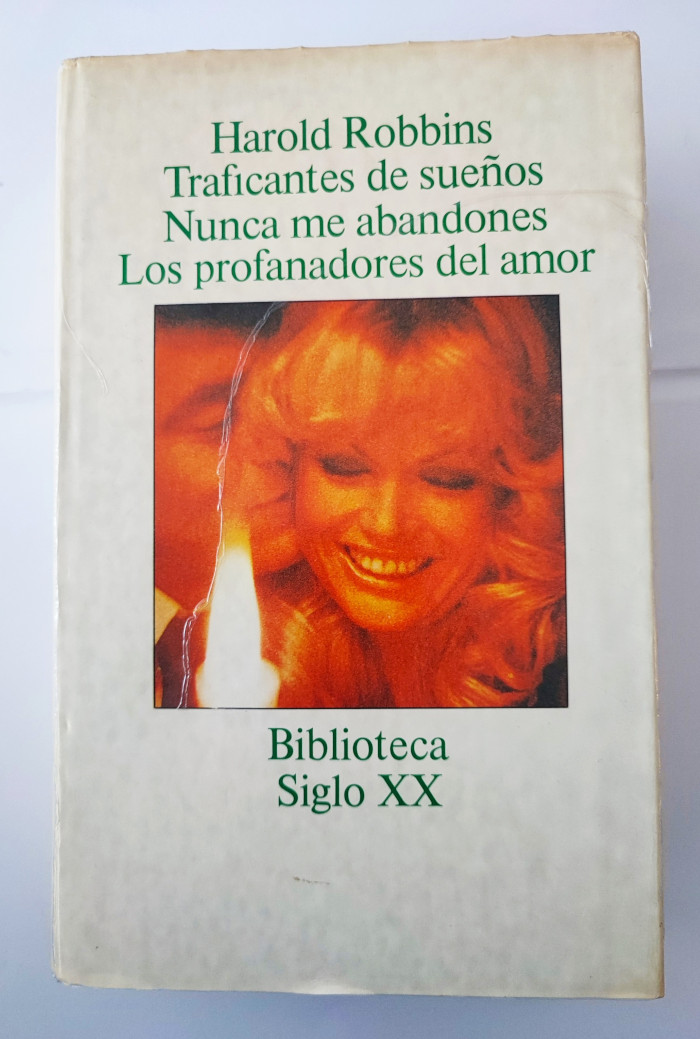 Harold Robbins
Traficantes de sueños
Nunca me abandones
Los profanadores del amor
Biblioteca
Siglo XX